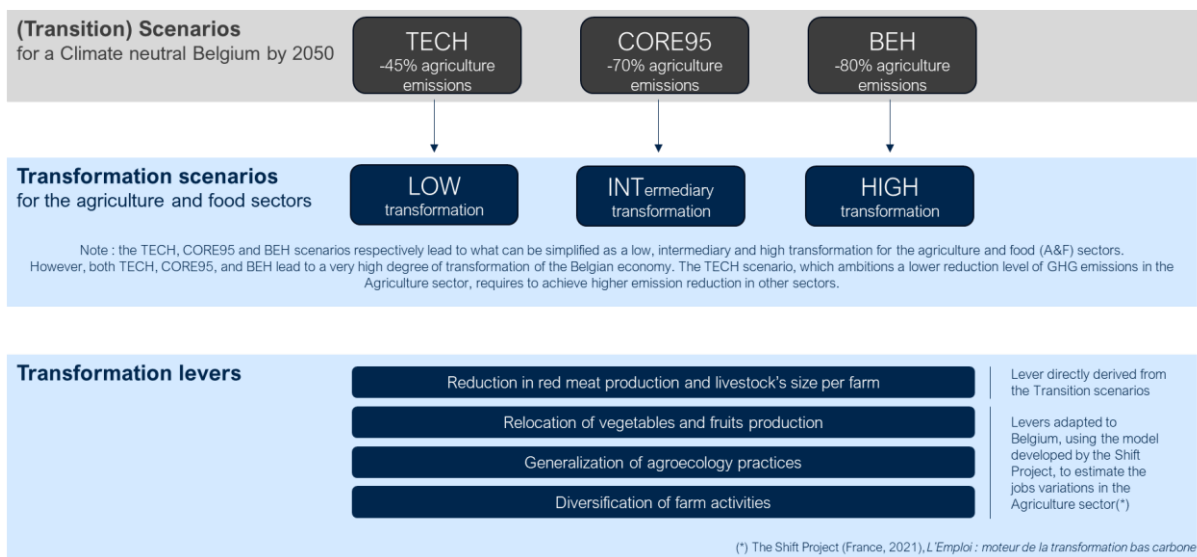 (Transition) Scenarios
for a Climate neutral Belgium by 2050
TECH
-45% agriculture
emissions
CORE95
-70% agriculture
emissions
BEH
-80% agriculture
emissions
Transformation scenarios
for the agriculture and food sectors
LOW
transformation
INTermediary
transformation
HIGH
transformation
Note : the TECH, CORE95 and BEH scenarios respectively lead to what can be simplified as a low, intermediary and high transformation for the agriculture and food (A&F) sectors.
However, both TECH, CORE95, and BEH lead to a very high degree of transformation of the Belgian economy. The TECH scenario, which ambitions a lower reduction level of GHG emissions in the
Agriculture sector, requires to achieve higher emission reduction in other sectors.
Transformation levers
Reduction in red meat production and livestock's size per farm
Relocation of vegetables and fruits production
Generalization of agroecology practices
Diversification of farm activities
Lever directly derived from
the Transition scenarios
Levers adapted to
Belgium, using the model
developed by the Shift
Project, to estimate the
jobs variations in the
Agriculture sector(*)
(*) The Shift Project (France, 2021), L'Emploi : moteur de la transformation bas carbone